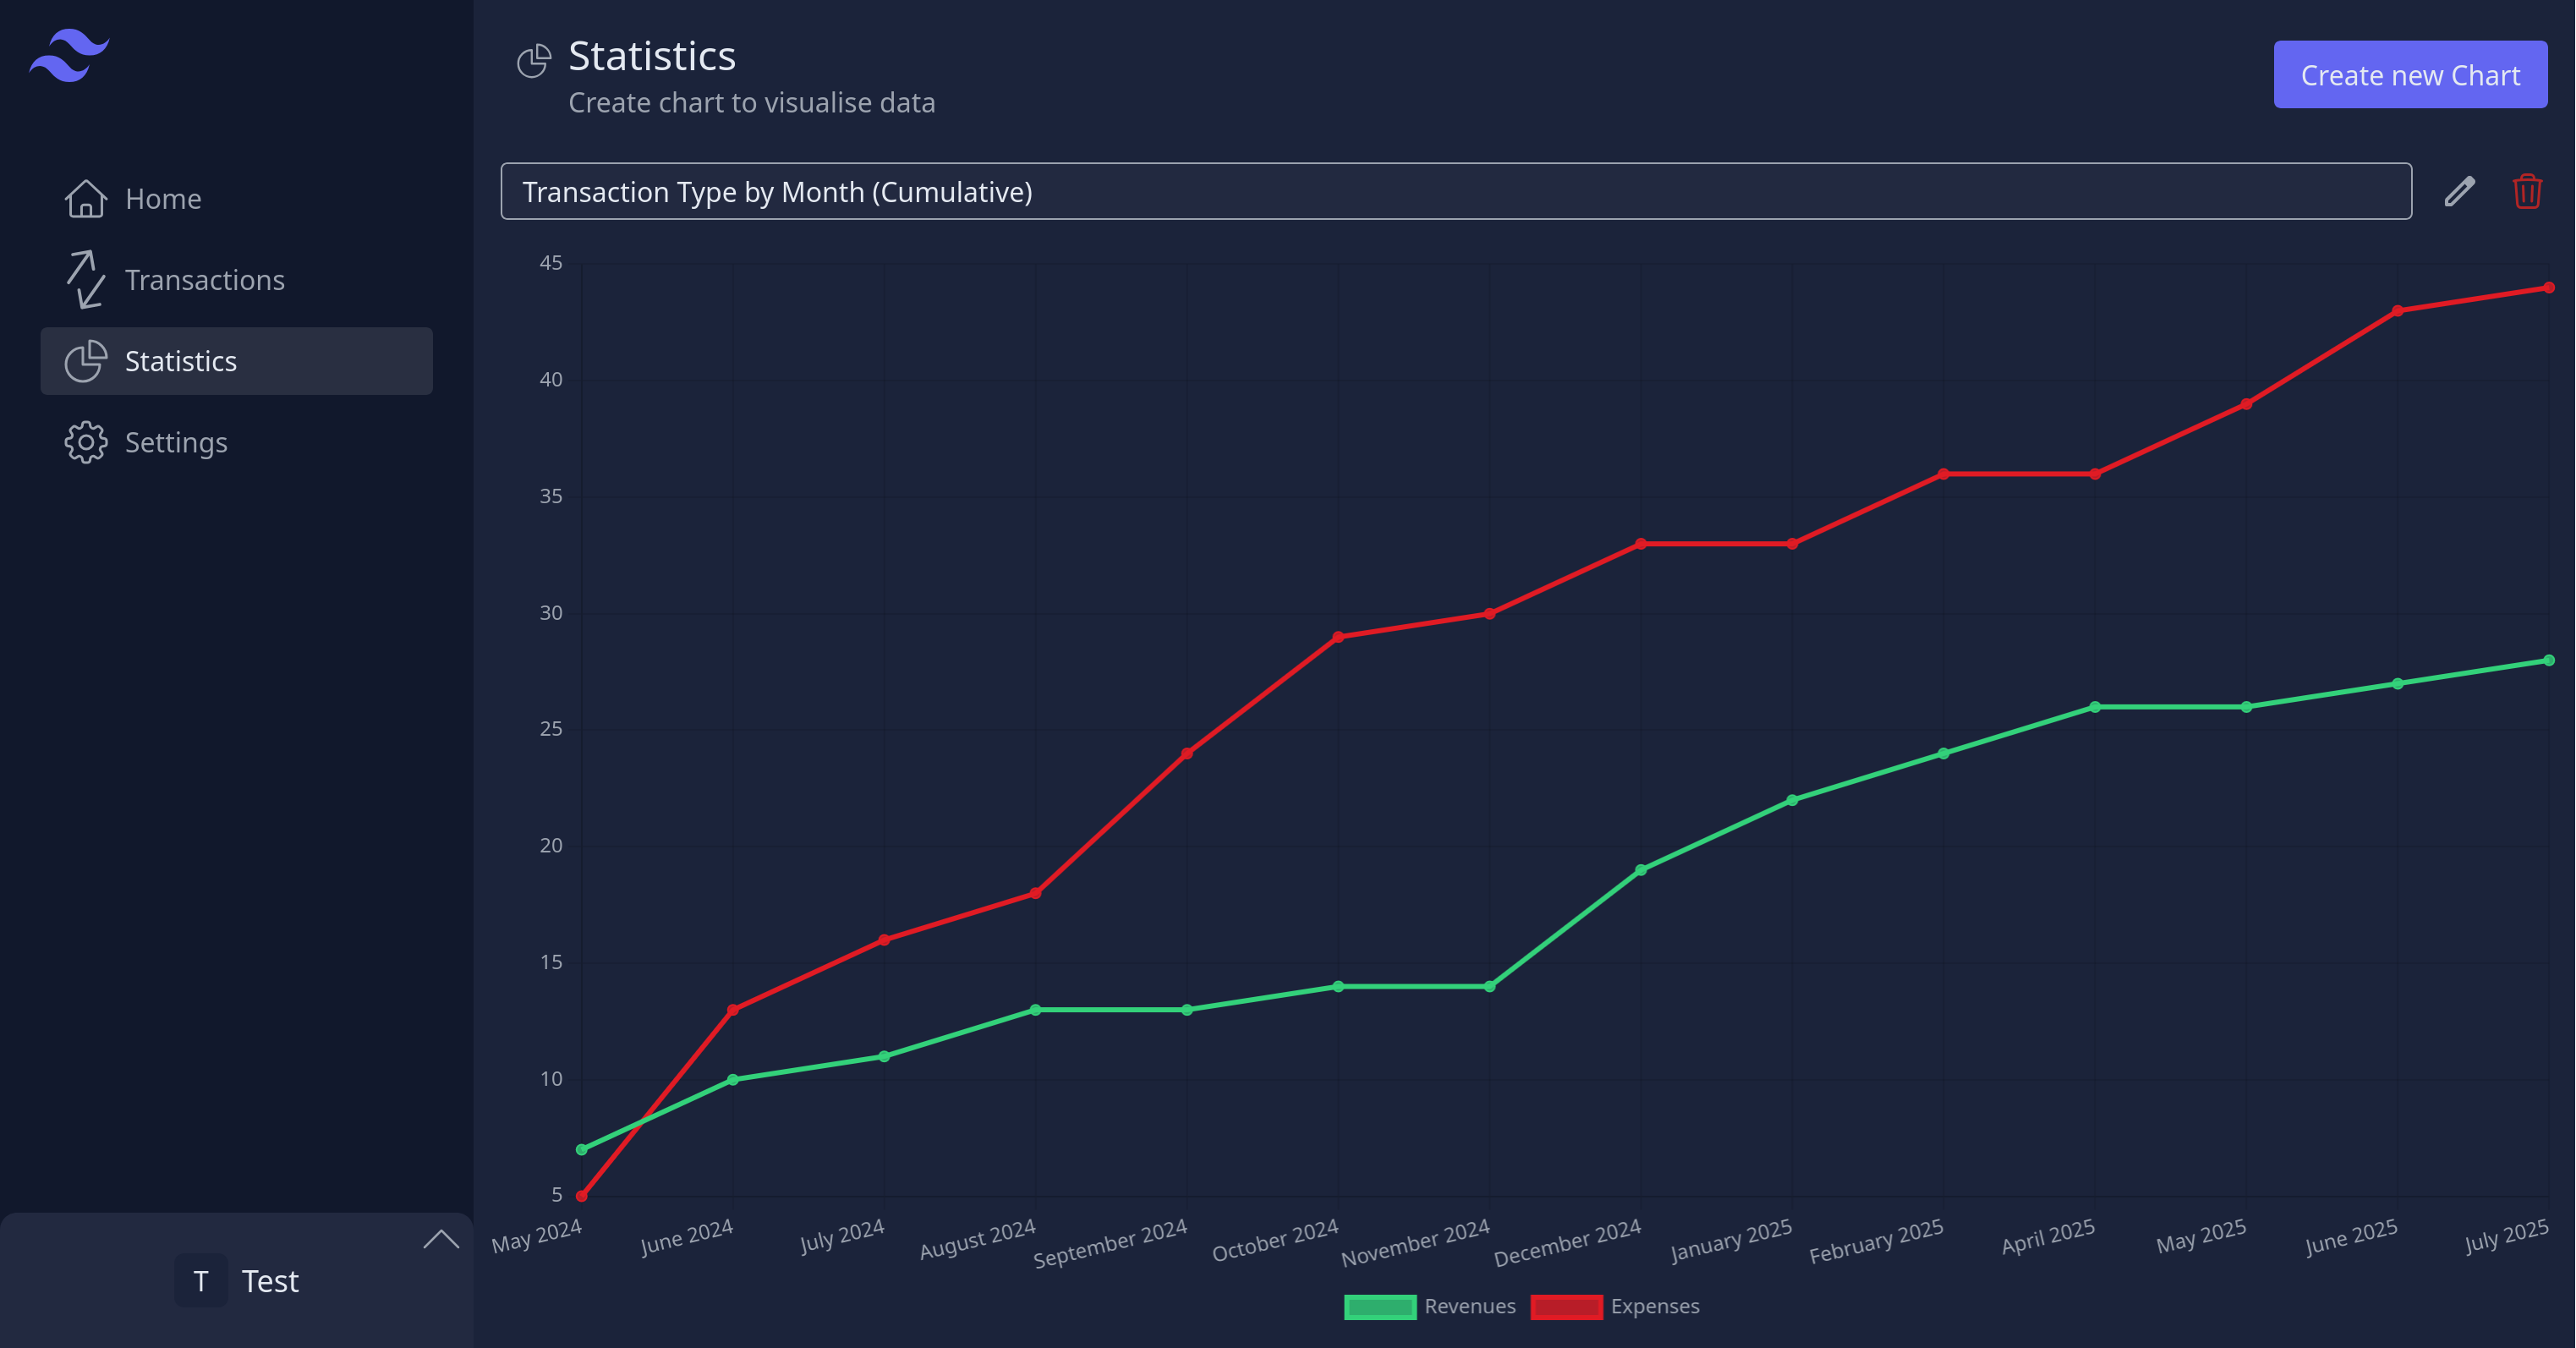 Home
Transactions
Statistics
Settings
T Test
Statistics
Create chart to visualise data
Create new Chart
Transaction Type by Month (Cumulative)
45
40
35
30
25
20
15
10
5
May 2024
June 2024
July 2024
August 2024
September 2024
October 2024
November 2024
December 2024
January 2025
February 2025
April 2025
May 2025
June 2025
July 2025
Revenues Expenses